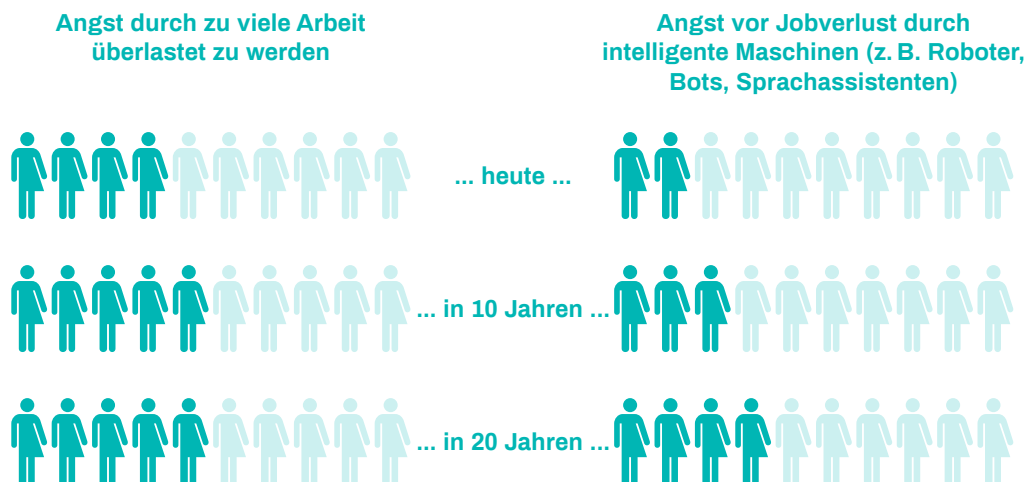 Angst durch zu viele Arbeit
überlastet zu werden
Angst vor Jobverlust durch
intelligente Maschinen (z. B. Roboter,
Bots, Sprachassistenten)
... heute ...
... in 10 Jahren ...
... in 20 Jahren ...